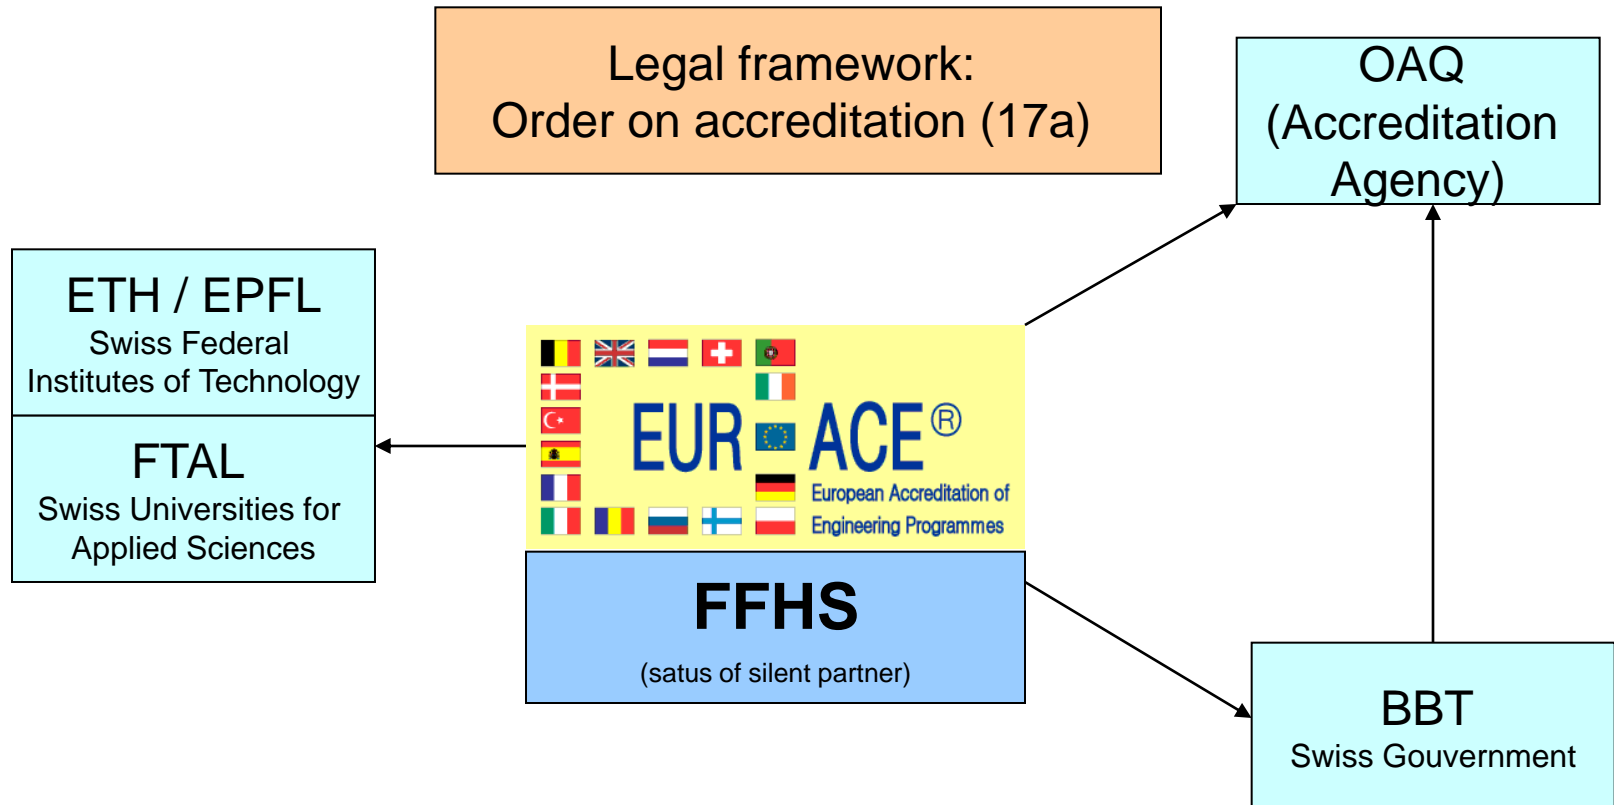 Legal framework:
Order on accreditation (17a)
OAQ
(Accreditation
Agency)
ETH / EPFL
Swiss Federal
Institutes of Technology
FTAL
Swiss Universities for
Applied Sciences
EUR ACE®
European Accreditation of
Engineering Programmes
FFHS
(satus of silent partner)
BBT
Swiss Gouvernment